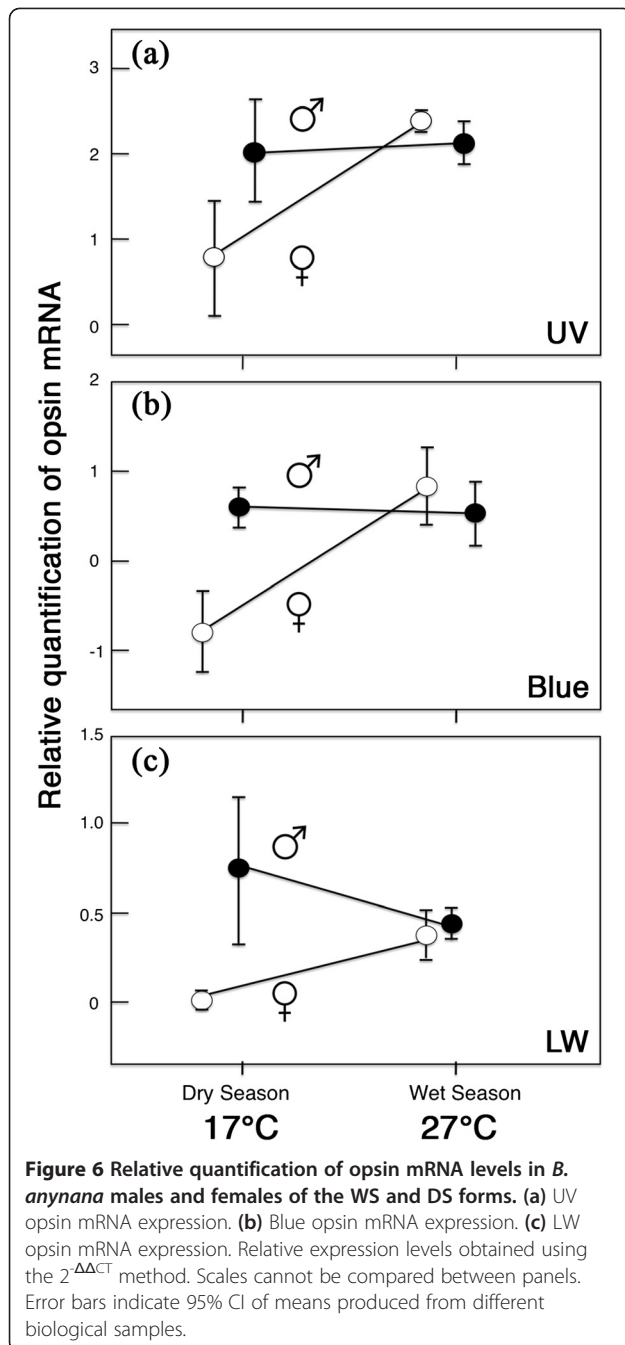 Relative quantification of opsin mRNA
(a)
3
2
1
0
♂
♀
UV
(b)
2
1
0
-1
♂
♀
Blue
(c)
1.5
1.0
0.5
0
♂
♀
LW
Dry Season Wet Season
17°C 27°C
Figure 6 Relative quantification of opsin mRNA levels in B.
anynana males and females of the WS and DS forms. (a) UV
opsin mRNA expression. (b) Blue opsin mRNA expression. (c) LW
opsin mRNA expression. Relative expression levels obtained using
the 2-ΔΔCT method. Scales cannot be compared between panels.
Error bars indicate 95% CI of means produced from different
biological samples.